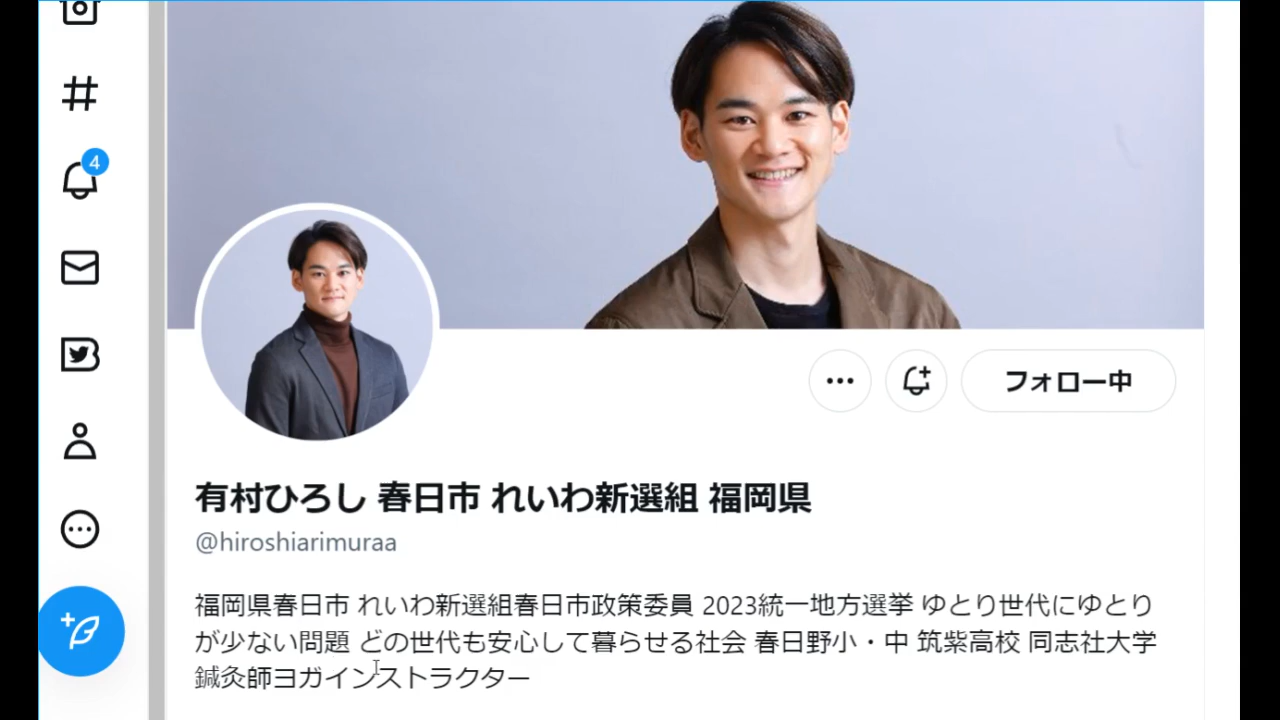 4
フォロー中
有村ひろし 春日市 れいわ新選組 福岡県
@hiroshiarimuraa
福岡県春日市 れいわ新選組春日市政策委員 2023統一地方選挙 ゆとり世代にゆとり
が少ない問題 どの世代も安心して暮らせる社会 春日野小・中 筑紫高校 同志社大学
鍼灸師ヨガインストラクター